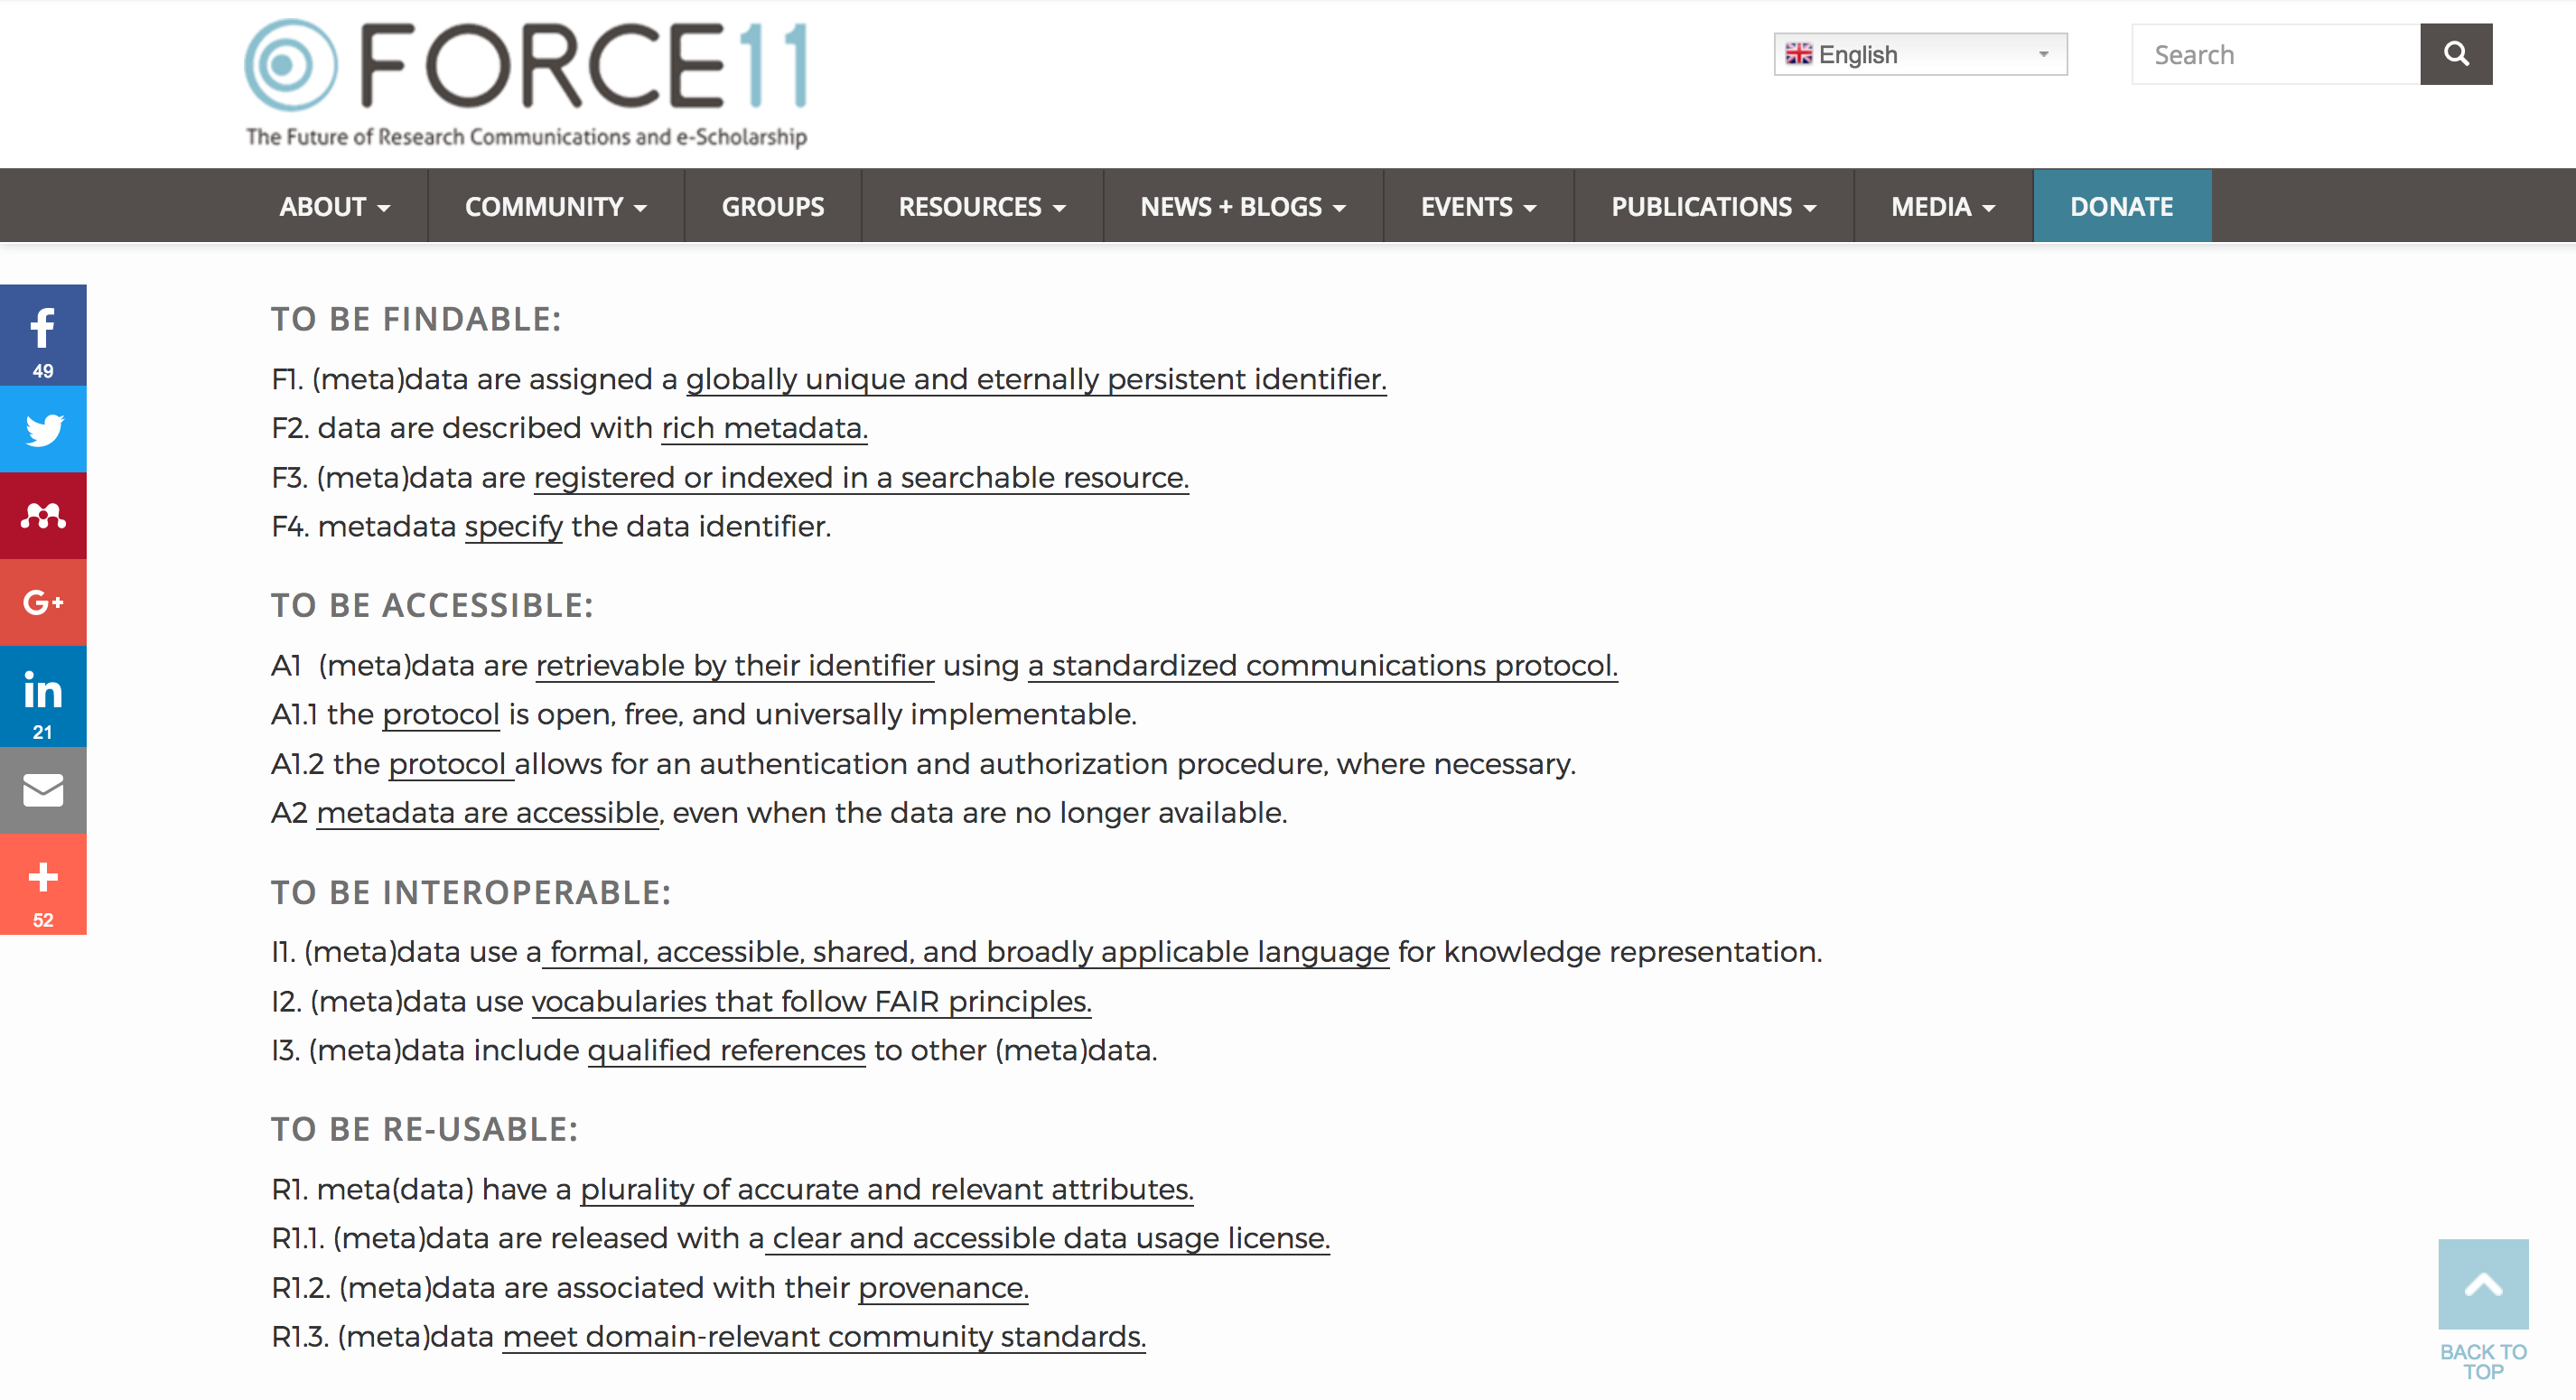 FORCE11
The Future of Research Communications and e-Scholarship
English
Search
ABOUT
COMMUNITY
GROUPS
RESOURCES
NEWS + BLOGS
EVENTS
PUBLICATIONS
MEDIA
DONATE
49
G+
in
21
52
TO BE FINDABLE:
F1. (meta)data are assigned a globally unique and eternally persistent identifier.
F2. data are described with rich metadata.
F3. (meta)data are registered or indexed in a searchable resource.
F4. metadata specify the data identifier.
TO BE ACCESSIBLE:
A1 (meta)data are retrievable by their identifier using a standardized communications protocol.
A1.1 the protocol is open, free, and universally implementable.
A1.2 the protocol allows for an authentication and authorization procedure, where necessary.
A2 metadata are accessible, even when the data are no longer available.
TO BE INTEROPERABLE:
I1. (meta)data use a formal, accessible, shared, and broadly applicable language for knowledge representation.
I2. (meta)data use vocabularies that follow FAIR principles.
I3. (meta)data include qualified references to other (meta)data.
TO BE RE-USABLE:
R1. meta(data) have a plurality of accurate and relevant attributes.
R1.1. (meta)data are released with a clear and accessible data usage license.
R1.2. (meta)data are associated with their provenance.
R1.3. (meta)data meet domain-relevant community standards.
BACK TO
TOP